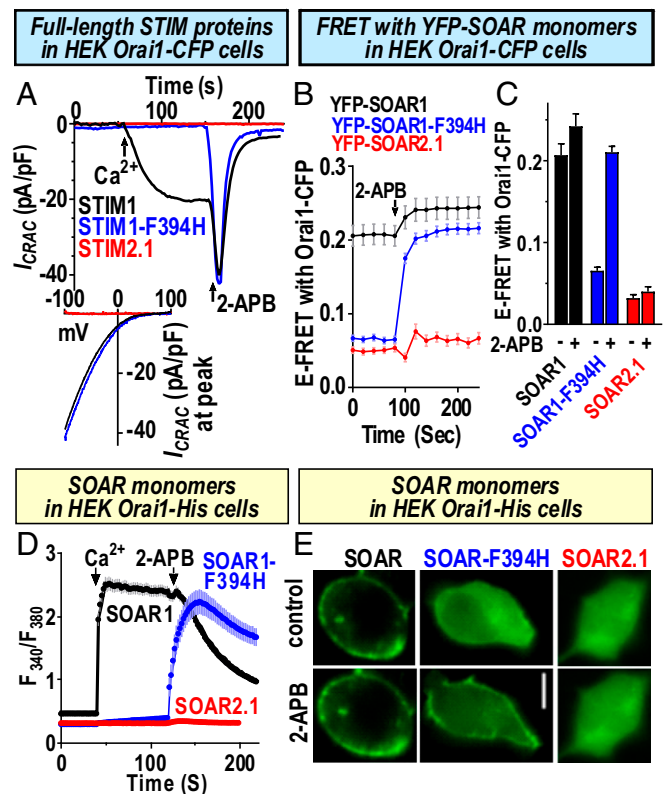 Full-length STIM proteins
in HEK Orai1-CFP cells
FRET with YFP-SOAR monomers
in HEK Orai1-CFP cells
A
Time (s)
0 100 200
0
-20
-40
I_CRAC (pA/pF)
Ca²⁺
STIM1
STIM1-F394H
STIM2.1
2-APB
-100 0 100
mV
-20
-40
I_CRAC (pA/pF)
at peak
B
YFP-SOAR1
YFP-SOAR1-F394H
YFP-SOAR2.1
2-APB
E-FRET with Orai1-CFP
0.3
0.2
0.1
0.0
0 100 200
Time (Sec)
C
E-FRET with Orai1-CFP
0.2
0.1
0
2-APB - + - + - +
SOAR1
SOAR1-F394H
SOAR2.1
SOAR monomers
in HEK Orai1-His cells
SOAR monomers
in HEK Orai1-His cells
D
Ca²⁺ 2-APB
SOAR1-
F394H
SOAR1
SOAR2.1
F₃₄₀/F₃₈₀
3
2
1
0
0 100 200
Time (S)
E
SOAR SOAR-F394H SOAR2.1
control
2-APB